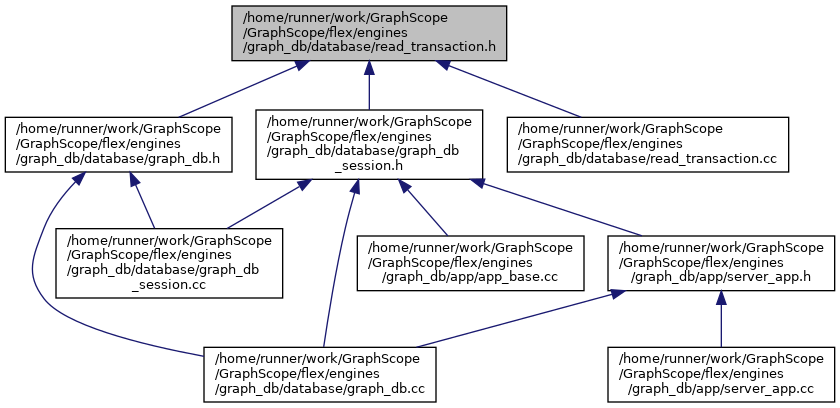 /home/runner/work/GraphScope
/GraphScope/flex/engines
/graph_db/database/read_transaction.h
/home/runner/work/GraphScope
/GraphScope/flex/engines
/graph_db/database/graph_db.h
/home/runner/work/GraphScope
/GraphScope/flex/engines
/graph_db/database/graph_db
_session.h
/home/runner/work/GraphScope
/GraphScope/flex/engines
/graph_db/database/read_transaction.cc
/home/runner/work/GraphScope
/GraphScope/flex/engines
/graph_db/database/graph_db
_session.cc
/home/runner/work/GraphScope
/GraphScope/flex/engines
/graph_db/app/app_base.cc
/home/runner/work/GraphScope
/GraphScope/flex/engines
/graph_db/app/server_app.h
/home/runner/work/GraphScope
/GraphScope/flex/engines
/graph_db/database/graph_db.cc
/home/runner/work/GraphScope
/GraphScope/flex/engines
/graph_db/app/server_app.cc